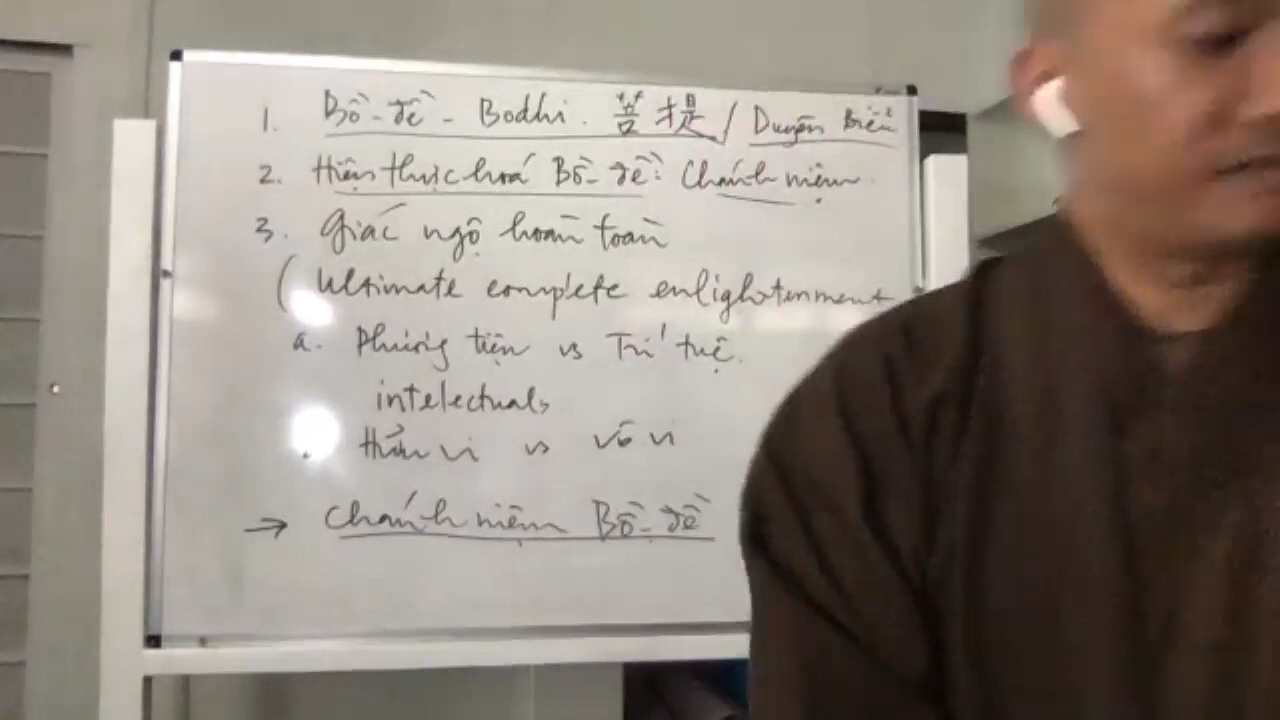 1. Bồ-đề - Bodhi. 菩提 / Duyên Biến
2. Hiện thực hoá Bồ-đề: Chánh niệm.
3. Giác ngộ hoàn toàn
( Ultimate complete enlightenment
a. Phương tiện vs Trí tuệ.
intelectuals
vi vs vô vi
→ Chánh niệm Bồ-đề